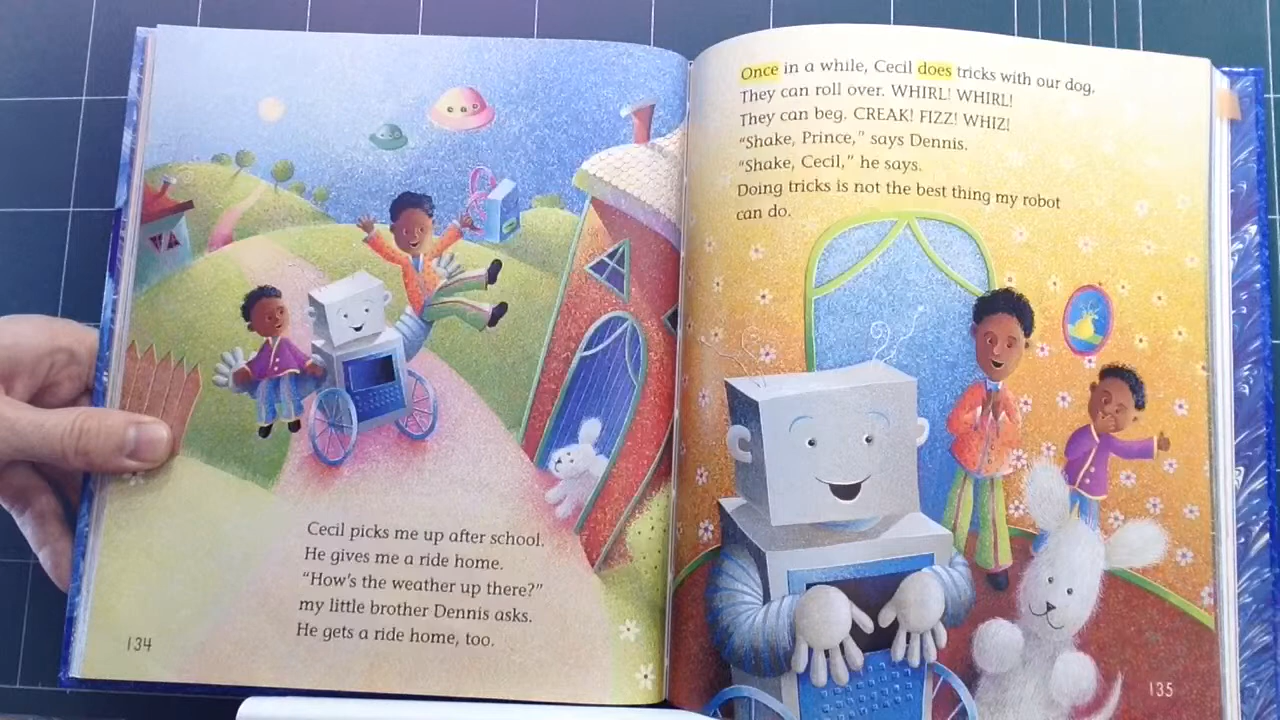 Cecil picks me up after school.
He gives me a ride home.
"How's the weather up there?"
my little brother Dennis asks.
He gets a ride home, too.
134
Once in a while, Cecil does tricks with our dog.
They can roll over. WHIRL! WHIRL!
They can beg. CREAK! FIZZ! WHIZ!
"Shake, Prince," says Dennis.
"Shake, Cecil," he says.
Doing tricks is not the best thing my robot
can do.
135